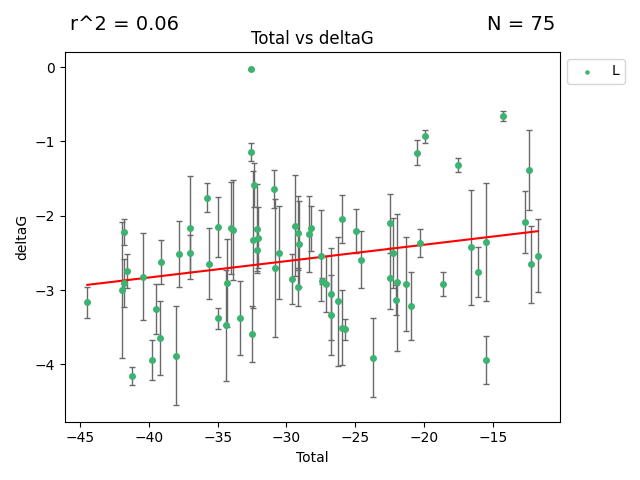 r^2 = 0.06
N = 75
Total vs deltaG
L
0
−1
−2
−3
−4
deltaG
−45 −40 −35 −30 −25 −20 −15
Total